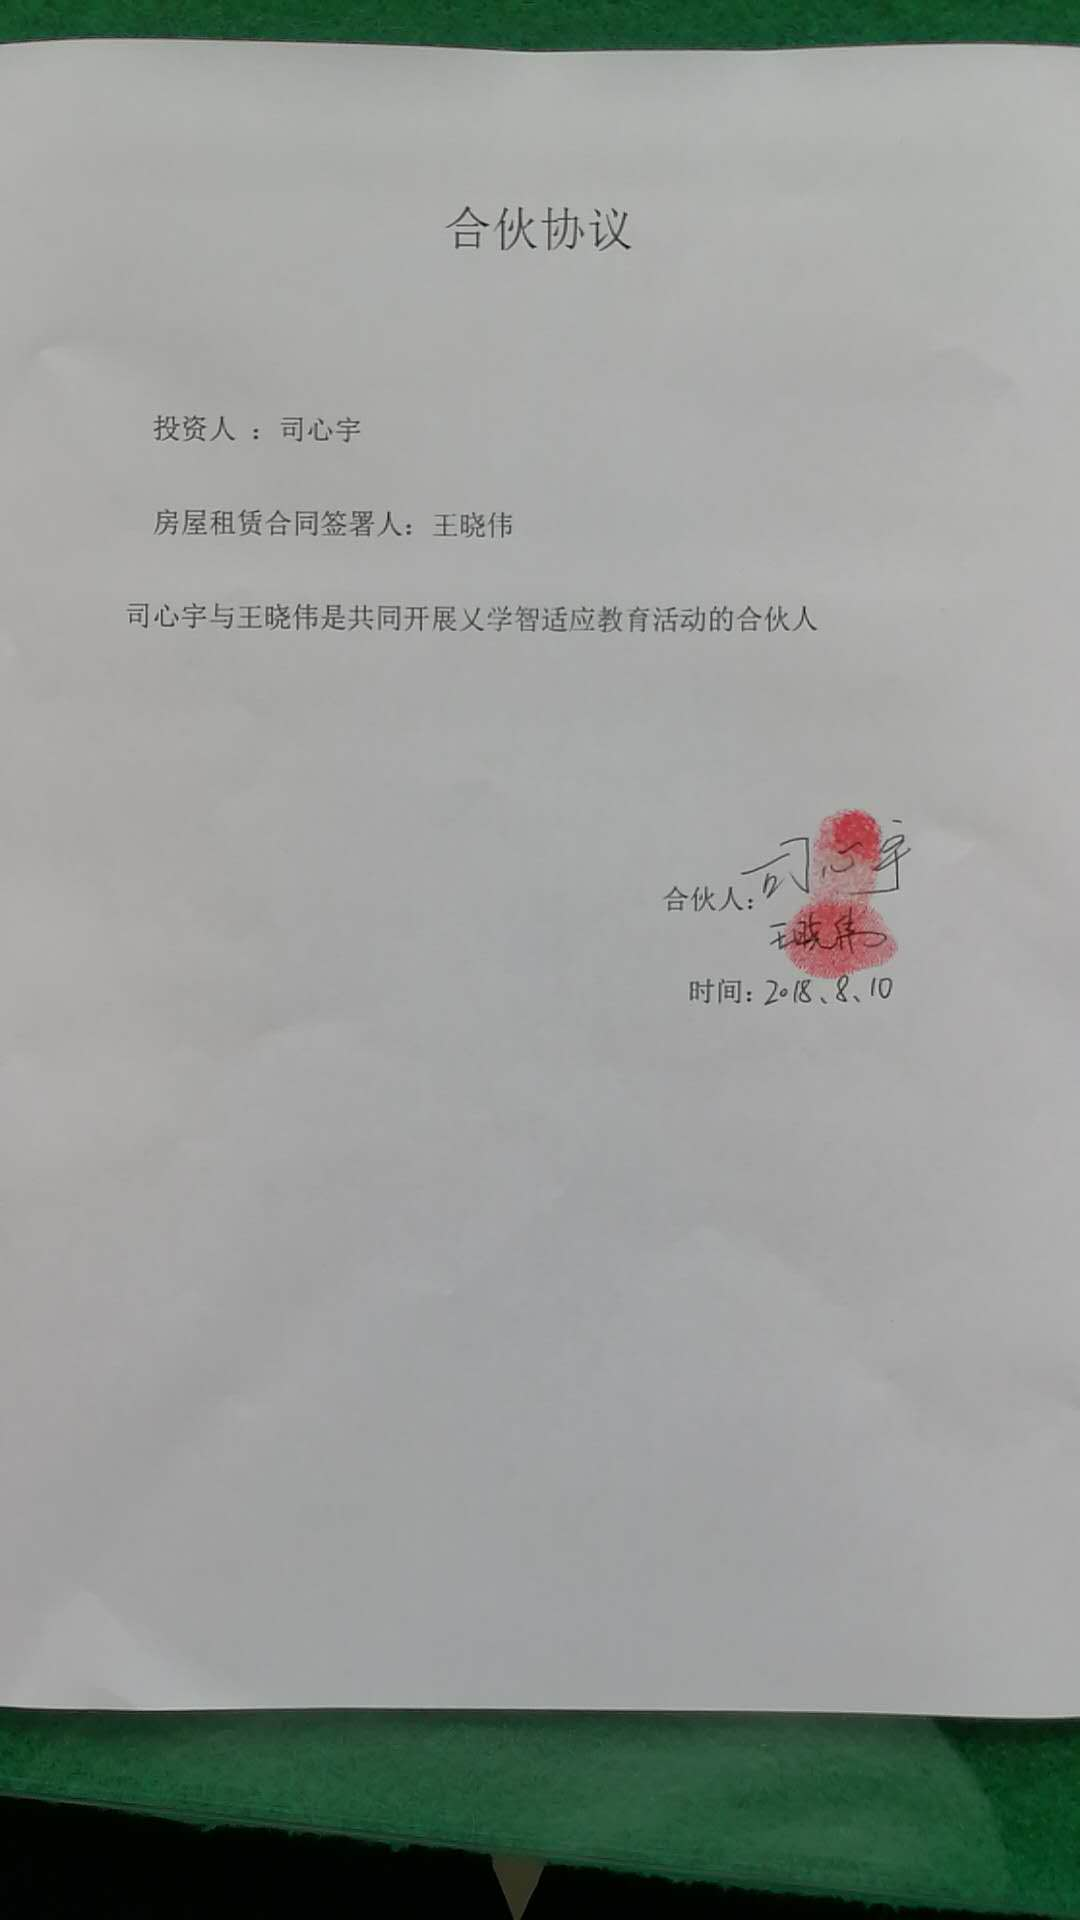 合伙协议
投资人 ：司心宇
房屋租赁合同签署人：王晓伟
司心宇与王晓伟是共同开展乂学智适应教育活动的合伙人
合伙人：司心宇
王晓伟
时间：2018、8、10